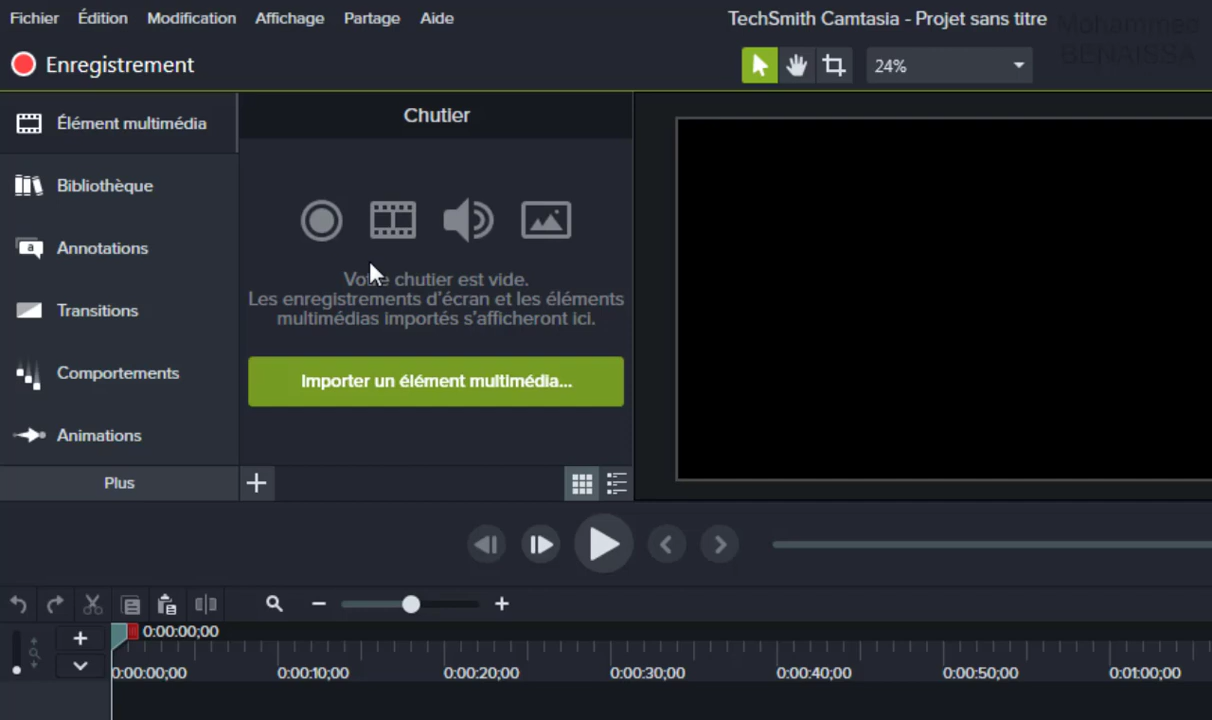 Fichier Édition Modification Affichage Partage Aide
TechSmith Camtasia - Projet sans titre
Mohammed
BENAISSA
Enregistrement
24%
Élément multimédia
Chutier
Bibliothèque
Annotations
Transitions
Comportements
Animations
Plus
Votre chutier est vide.
Les enregistrements d'écran et les éléments
multimédias importés s'afficheront ici.
Importer un élément multimédia...
0:00:00;00
0:00:00;00 0:00:10;00 0:00:20;00 0:00:30;00 0:00:40;00 0:00:50;00 0:01:00;00